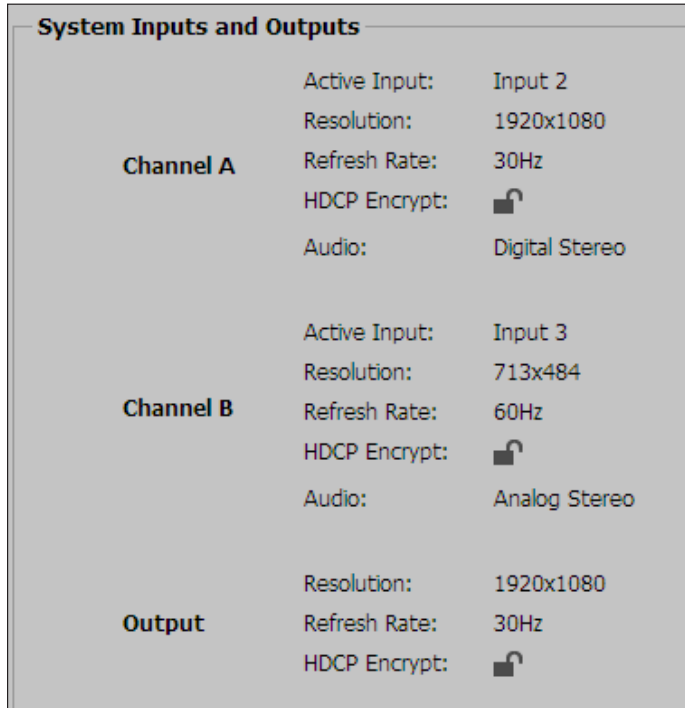 System Inputs and Outputs
Channel A
Active Input: Input 2
Resolution: 1920x1080
Refresh Rate: 30Hz
HDCP Encrypt:
Audio: Digital Stereo
Channel B
Active Input: Input 3
Resolution: 713x484
Refresh Rate: 60Hz
HDCP Encrypt:
Audio: Analog Stereo
Output
Resolution: 1920x1080
Refresh Rate: 30Hz
HDCP Encrypt: